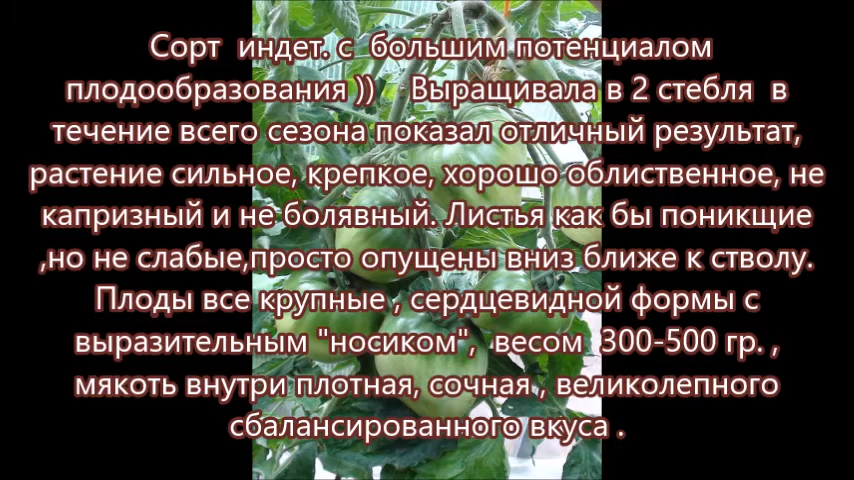 Сорт индет. с большим потенциалом
плодообразования )) . Выращивала в 2 стебля в
течение всего сезона показал отличный результат,
растение сильное, крепкое, хорошо облиственное, не
капризный и не болявный. Листья как бы поникщие
,но не слабые,просто опущены вниз ближе к стволу.
Плоды все крупные , сердцевидной формы с
выразительным "носиком", весом 300-500 гр. ,
мякоть внутри плотная, сочная , великолепного
сбалансированного вкуса .